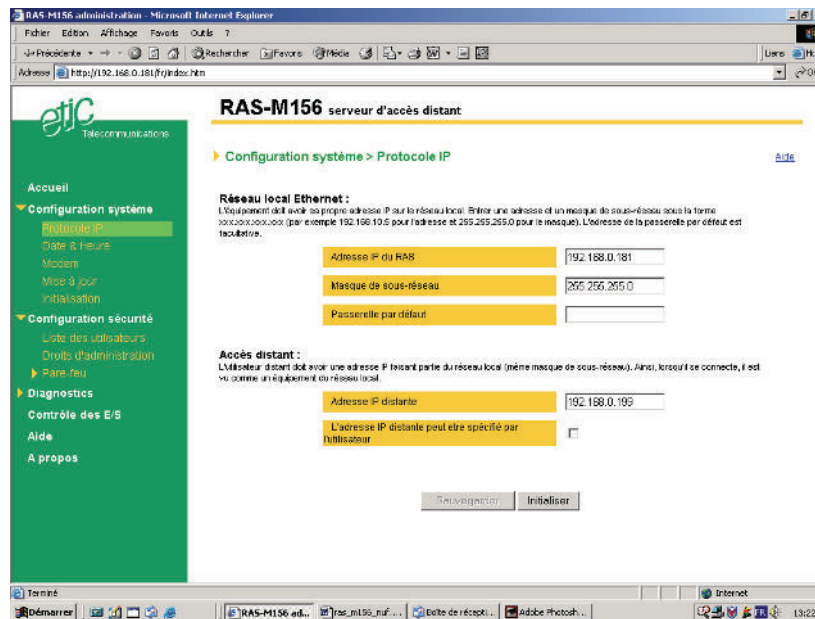 RAS-M156 administration - Microsoft Internet Explorer
Fichier Edition Affichage Favoris Outils ?
Précédente Rechercher Favoris Média
Liens
Adresse http://192.168.0.181/fr/index.htm
etic
Telecommunications
RAS-M156 serveur d'accès distant
Configuration système > Protocole IP
Aide
Accueil
Configuration système
Protocole IP
Date & Heure
Modem
Mise à jour
Initialisation
Configuration sécurité
Liste des utilisateurs
Droits d'administration
Pare-feu
Diagnostics
Contrôle des E/S
Aide
A propos
Réseau local Ethernet :
L'équipement doit avoir sa propre adresse IP sur le réseau local. Entrer une adresse et un masque de sous-réseau sous la forme
xxx.xxx.xxx.xxx (par exemple 192.168.10.6 pour l'adresse et 255.255.255.0 pour le masque). L'adresse de la passerelle par défaut est
facultative.
Adresse IP du RAS 192.168.0.181
Masque de sous-réseau 255.255.255.0
Passerelle par défaut
Accès distant :
L'utilisateur distant doit avoir une adresse IP faisant partie du réseau local (même masque de sous-réseau). Ainsi, lorsqu'il se connecte, il est
vu comme un équipement du réseau local.
Adresse IP distante 192.168.0.199
L'adresse IP distante peut etre spécifié par
l'utilisateur
Sauvegarder Initialiser
Terminé Internet
Démarrer RAS-M156 ad... ras_m156_nuf.... Boîte de récepti... Adobe Photosh... FR 13:22